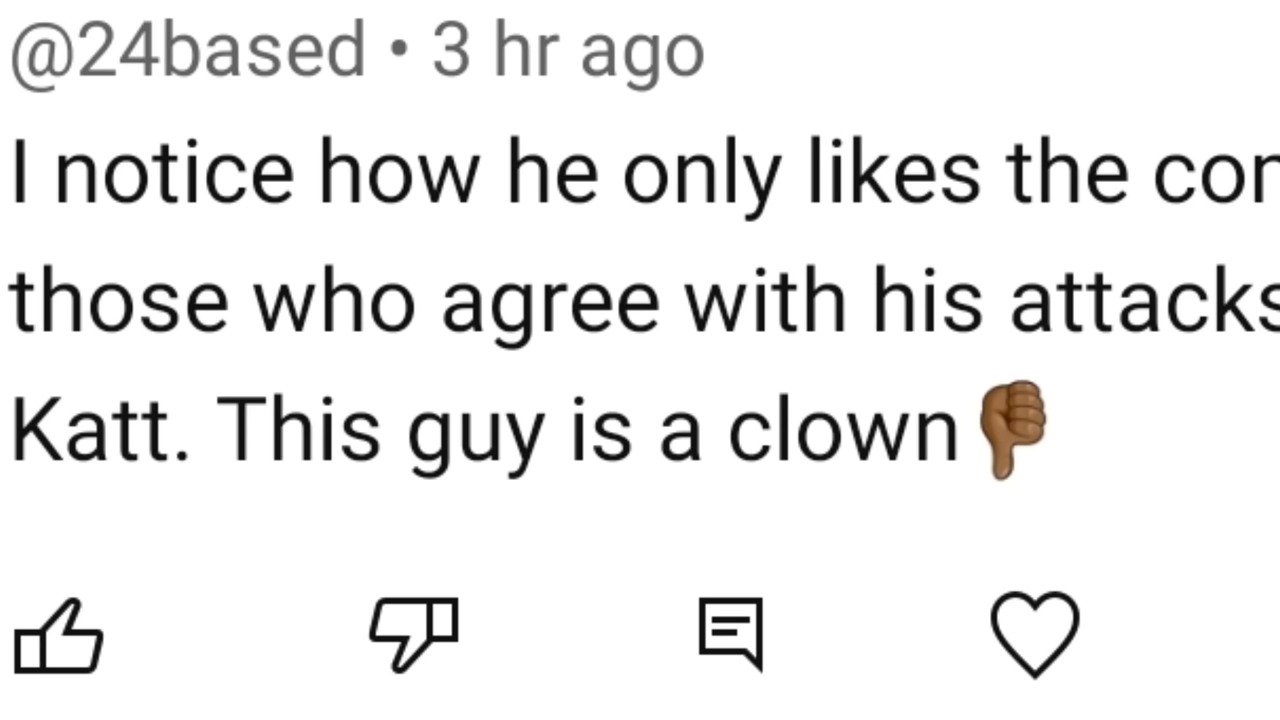 @24based • 3 hr ago
I notice how he only likes the
those who agree with his attacks
Katt. This guy is a clown👎🏾